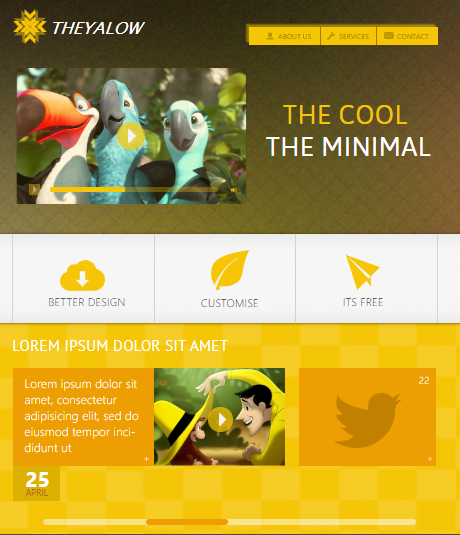 THEYALOW
ABOUT US
SERVICES
CONTACT
THE COOL
THE MINIMAL
BETTER DESIGN
CUSTOMISE
ITS FREE
LOREM IPSUM DOLOR SIT AMET
Lorem ipsum dolor sit
amet, consectetur
adipisicing elit, sed do
eiusmod tempor inci-
didunt ut
+
22
+
25
APRIL